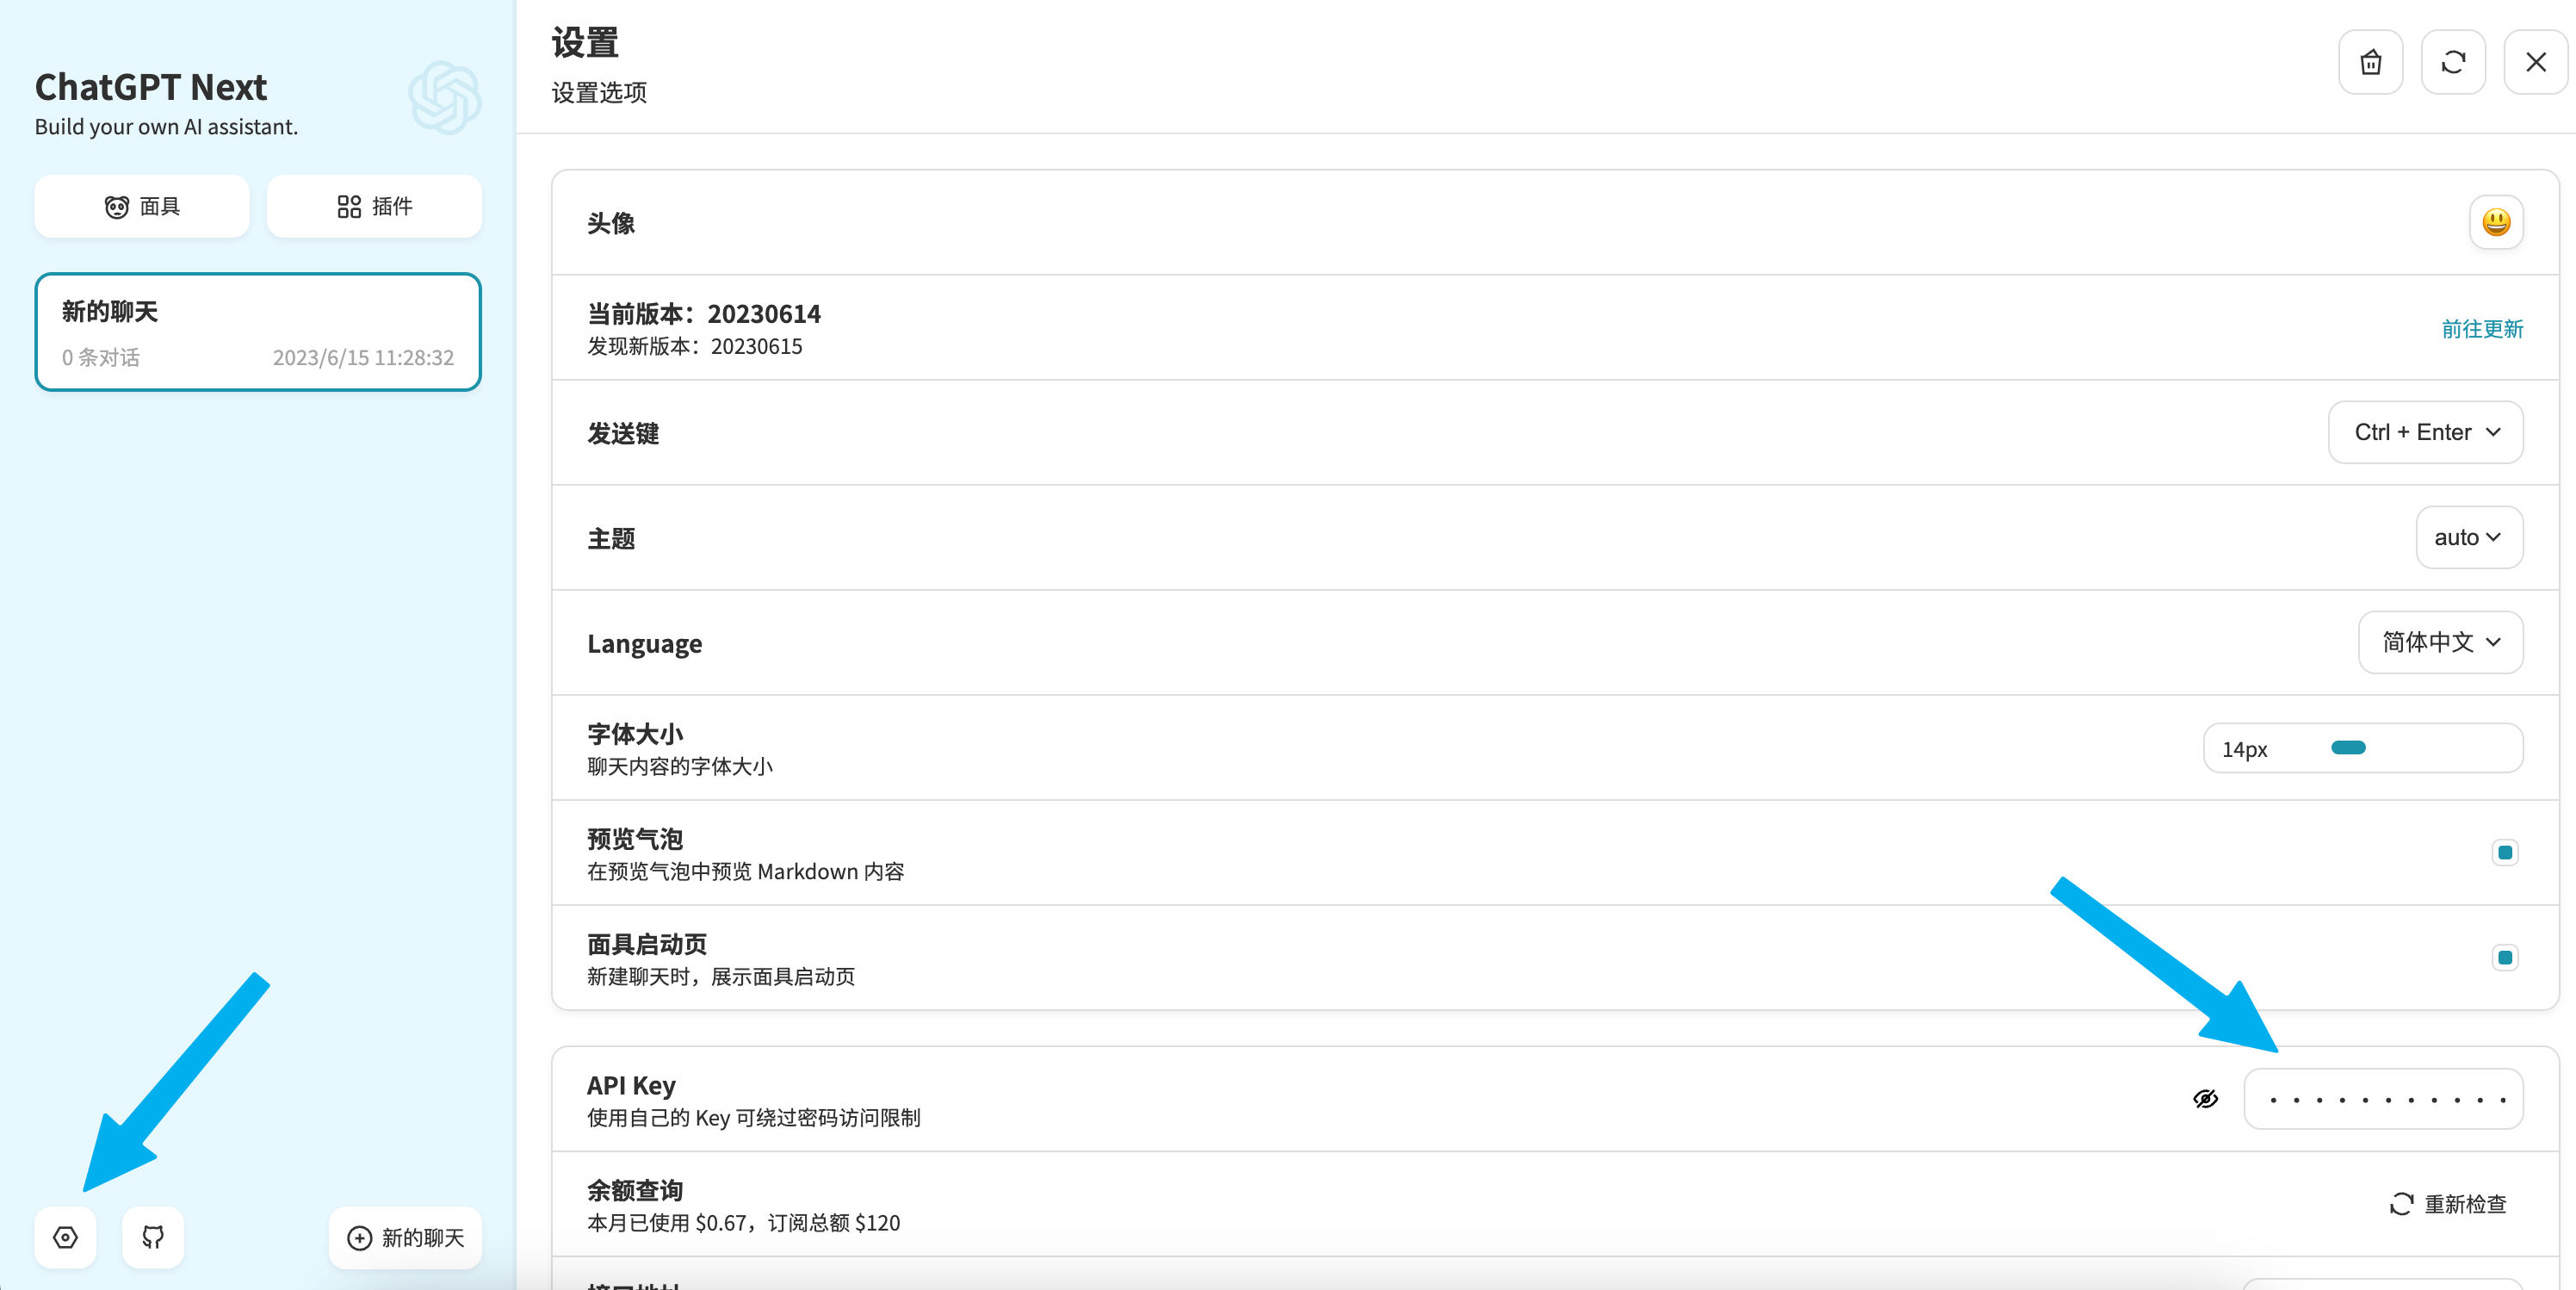 ChatGPT Next
Build your own AI assistant.
面具
插件
新的聊天
0 条对话
2023/6/15 11:28:32
新的聊天
设置
设置选项
头像
当前版本：20230614
发现新版本：20230615
前往更新
发送键
Ctrl + Enter
主题
auto
Language
简体中文
字体大小
聊天内容的字体大小
14px
预览气泡
在预览气泡中预览 Markdown 内容
面具启动页
新建聊天时，展示面具启动页
API Key
使用自己的 Key 可绕过密码访问限制
余额查询
本月已使用 $0.67，订阅总额 $120
重新检查